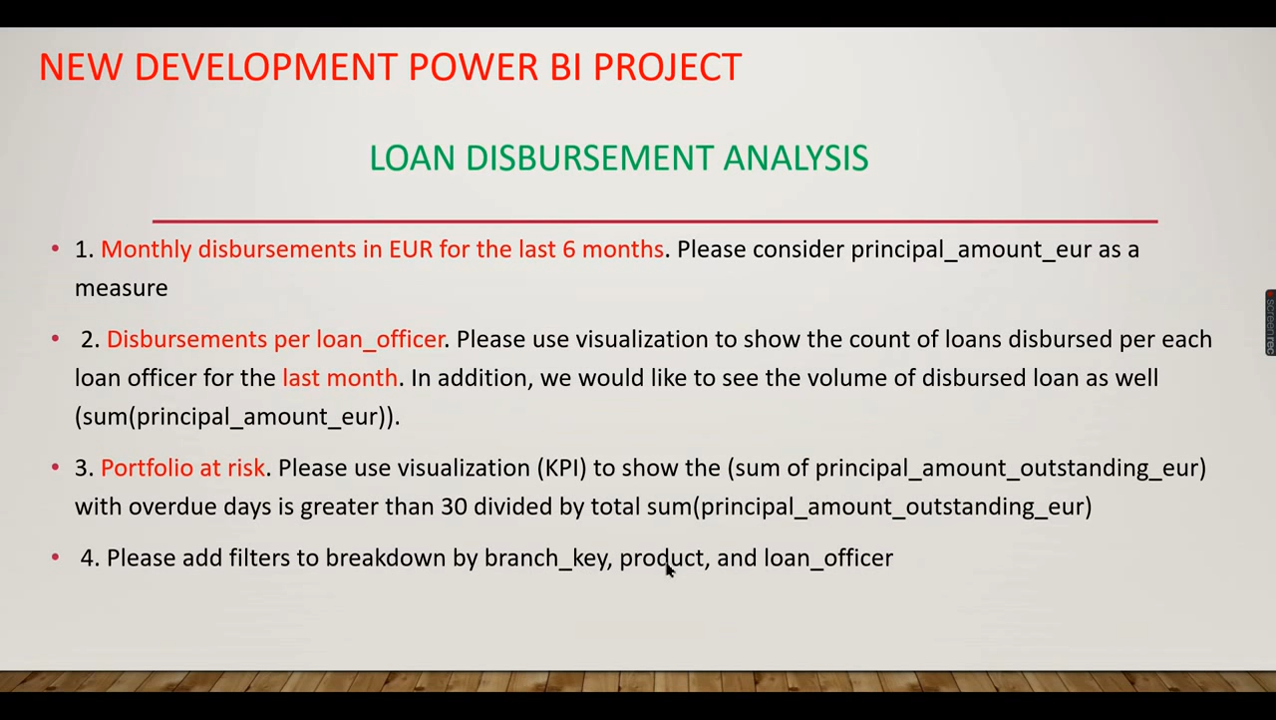 NEW DEVELOPMENT POWER BI PROJECT
LOAN DISBURSEMENT ANALYSIS
• 1. Monthly disbursements in EUR for the last 6 months. Please consider principal_amount_eur as a
measure
• 2. Disbursements per loan_officer. Please use visualization to show the count of loans disbursed per each
loan officer for the last month. In addition, we would like to see the volume of disbursed loan as well
(sum(principal_amount_eur)).
• 3. Portfolio at risk. Please use visualization (KPI) to show the (sum of principal_amount_outstanding_eur)
with overdue days is greater than 30 divided by total sum(principal_amount_outstanding_eur)
• 4. Please add filters to breakdown by branch_key, product, and loan_officer
screenrec